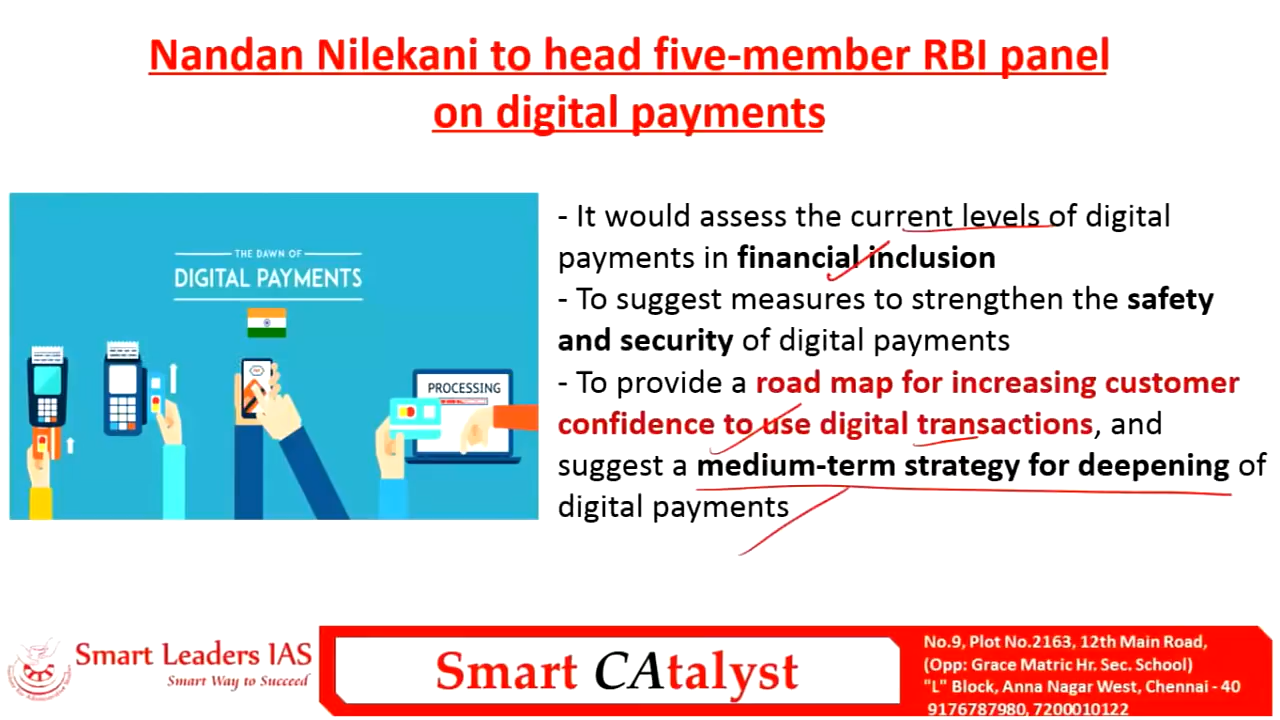 Nandan Nilekani to head five-member RBI panel
on digital payments
THE DAWN OF
DIGITAL PAYMENTS
PROCESSING
- It would assess the current levels of digital
payments in financial inclusion
- To suggest measures to strengthen the safety
and security of digital payments
- To provide a road map for increasing customer
confidence to use digital transactions, and
suggest a medium-term strategy for deepening of
digital payments
Smart Leaders IAS
Smart Way to Succeed
Smart CAtalyst
No.9, Plot No.2163, 12th Main Road,
(Opp: Grace Matric Hr. Sec. School)
"L" Block, Anna Nagar West, Chennai - 40
9176787980, 7200010122